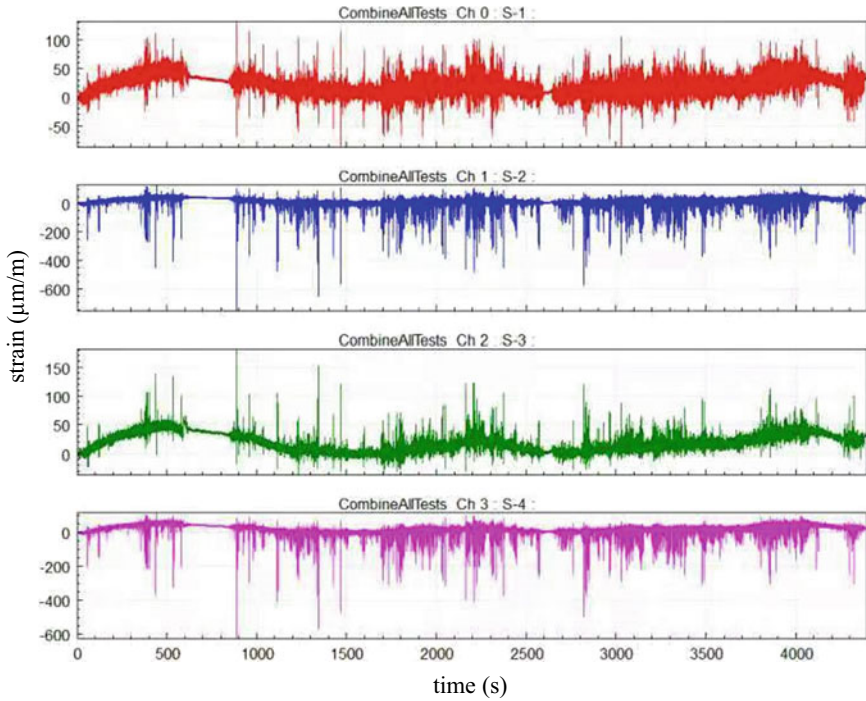 CombineAllTests Ch 0 : S-1 :
100
50
0
-50
CombineAllTests Ch 1 : S-2 :
0
-200
-400
-600
CombineAllTests Ch 2 : S-3 :
150
100
50
0
CombineAllTests Ch 3 : S-4 :
0
-200
-400
-600
0 500 1000 1500 2000 2500 3000 3500 4000
strain (μm/m)
time (s)